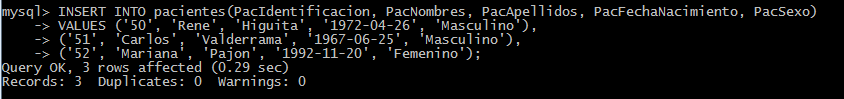 mysql> INSERT INTO pacientes(PacIdentificacion, PacNombres, PacApellidos, PacFechaNacimiento, PacSexo)
    -> VALUES ('50', 'Rene', 'Higuita', '1972-04-26', 'Masculino'),
    -> ('51', 'Carlos', 'Valderrama', '1967-06-25', 'Masculino'),
    -> ('52', 'Mariana', 'Pajon', '1992-11-20', 'Femenino');
Query OK, 3 rows affected (0.29 sec)
Records: 3  Duplicates: 0  Warnings: 0